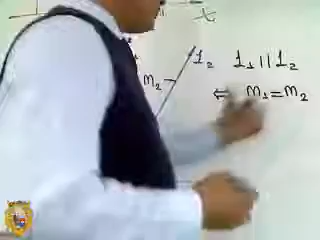 x
m₂ l₂ l₁ || l₂
⇐ m₁ = m₂